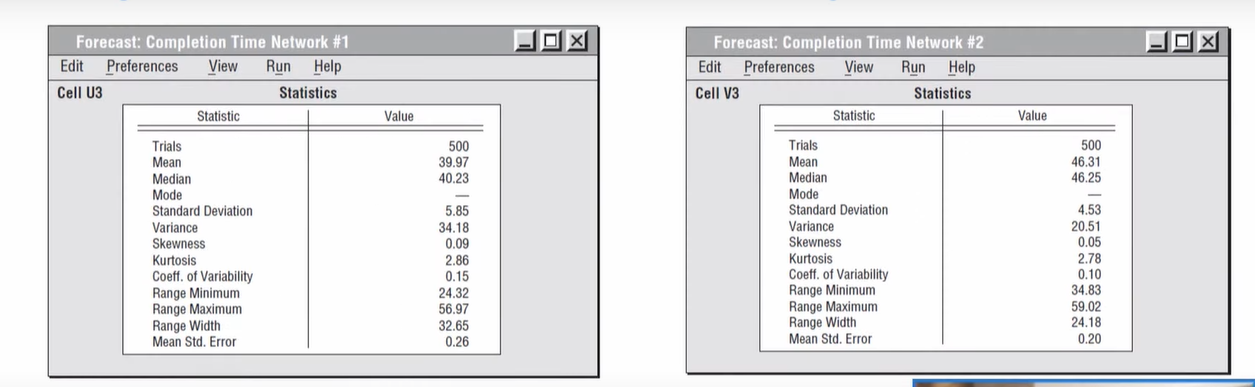 Forecast: Completion Time Network #1
Edit Preferences View Run Help
Cell U3 Statistics
Statistic Value
Trials 500
Mean 39.97
Median 40.23
Mode —
Standard Deviation 5.85
Variance 34.18
Skewness 0.09
Kurtosis 2.86
Coeff. of Variability 0.15
Range Minimum 24.32
Range Maximum 56.97
Range Width 32.65
Mean Std. Error 0.26
Forecast: Completion Time Network #2
Edit Preferences View Run Help
Cell V3 Statistics
Statistic Value
Trials 500
Mean 46.31
Median 46.25
Mode —
Standard Deviation 4.53
Variance 20.51
Skewness 0.05
Kurtosis 2.78
Coeff. of Variability 0.10
Range Minimum 34.83
Range Maximum 59.02
Range Width 24.18
Mean Std. Error 0.20